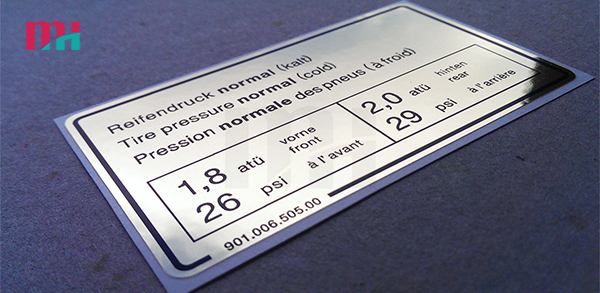 MH
Reifendruck normal (kalt)
Tire pressure normal (cold)
Pression normale des pneus (à froid)
1,8 atü vorne
26 psi front
à l'avant
2,0 atü hinten
29 psi rear
à l'arrière
901.006.505.00